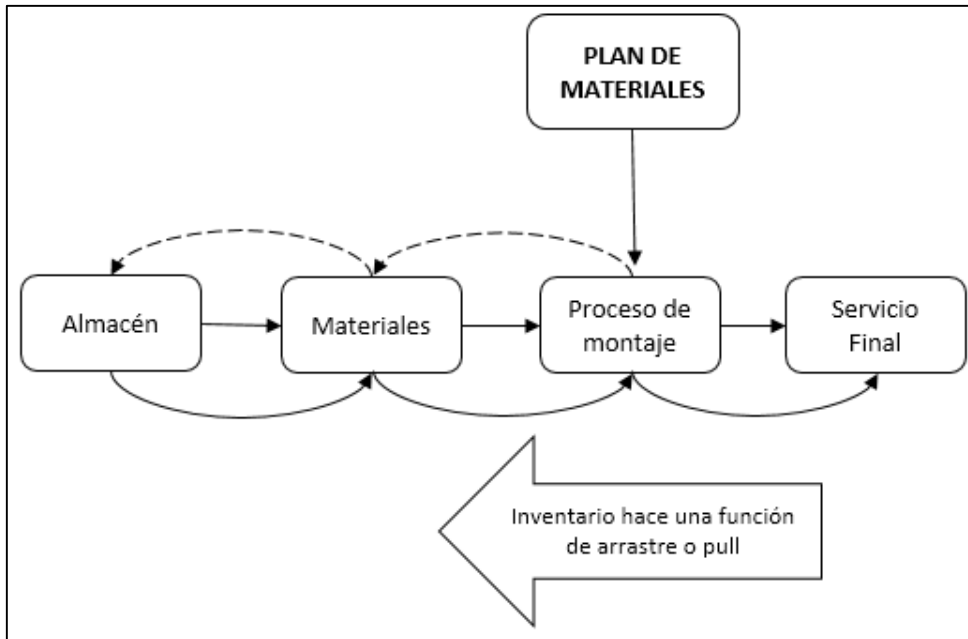 PLAN DE
MATERIALES
Almacén
Materiales
Proceso de
montaje
Servicio
Final
Inventario hace una función
de arrastre o pull